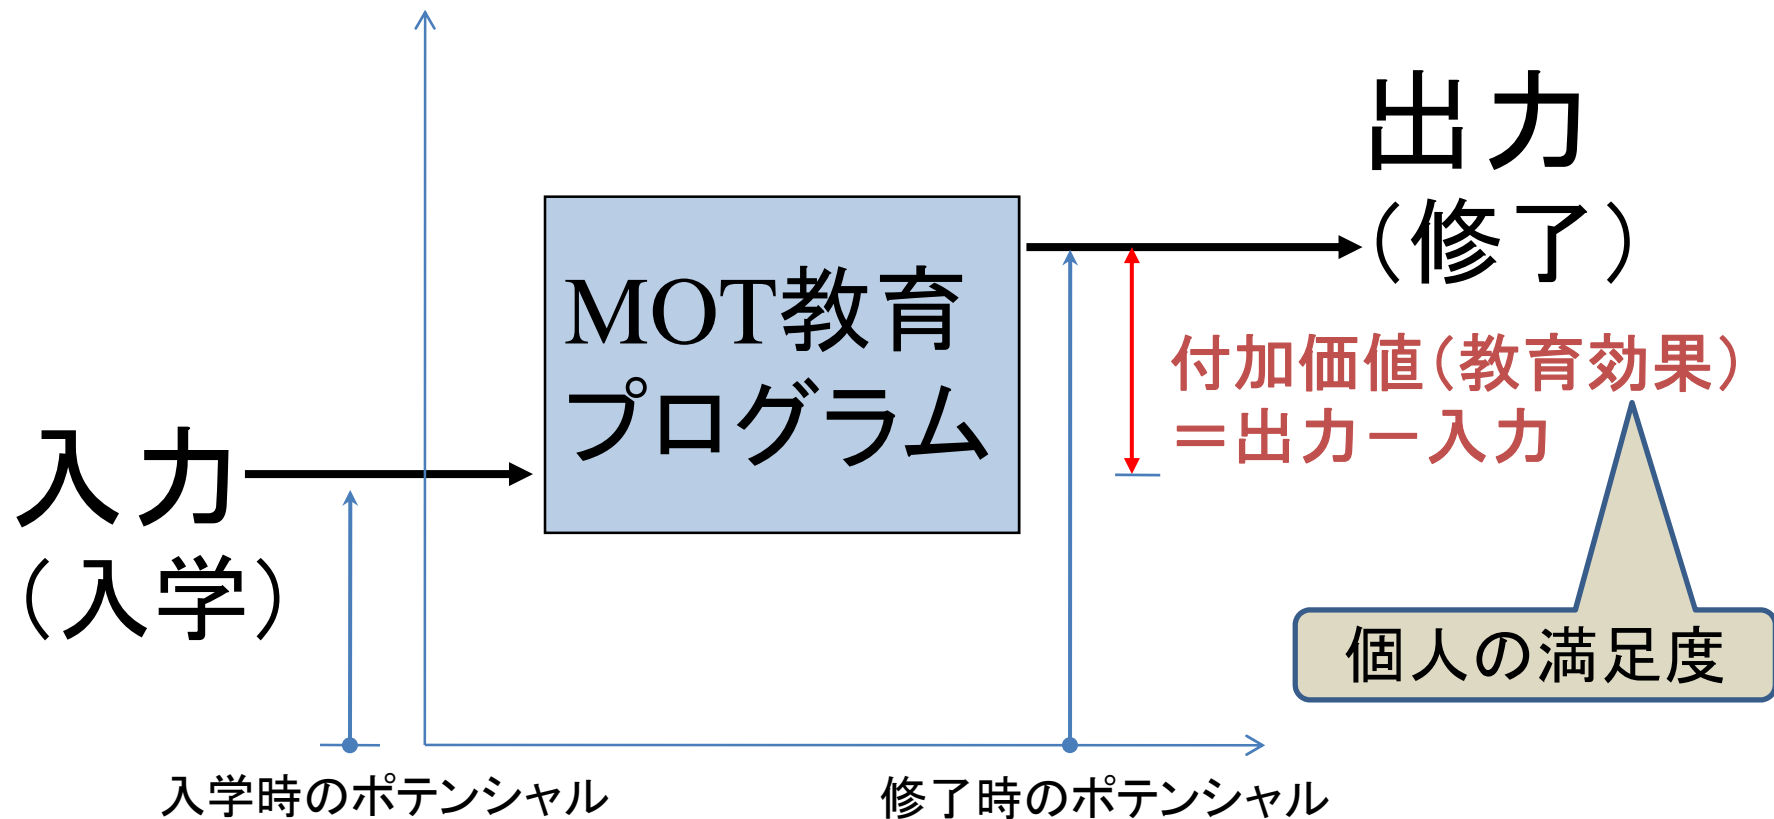 出力
（修了）
MOT教育
プログラム
付加価値（教育効果）
＝出力－入力
入力
（入学）
個人の満足度
入学時のポテンシャル
修了時のポテンシャル